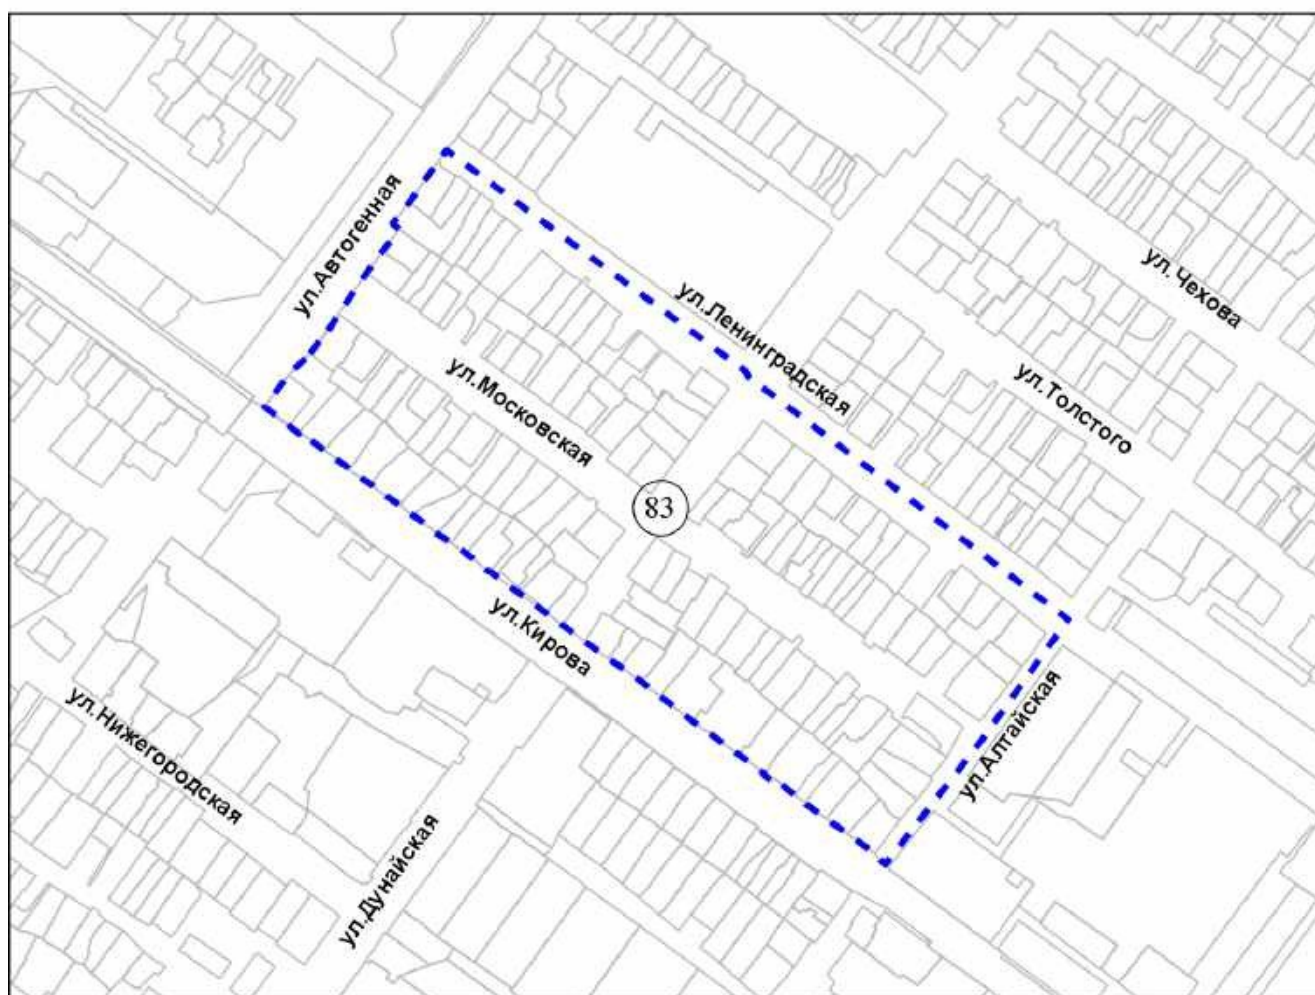 ул.Автогенная
ул.Чехова
ул.Ленинградская
ул.Московская
ул.Толстого
83
ул.Кирова
ул.Алтайская
ул.Нижегородская
ул.Дунайская